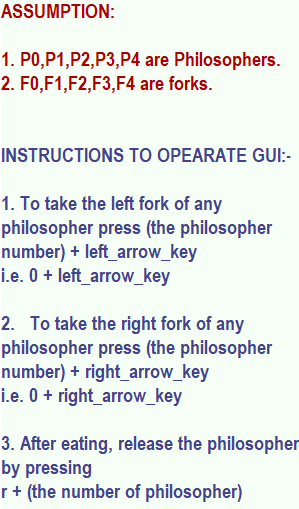 ASSUMPTION:
1. P0,P1,P2,P3,P4 are Philosophers.
2. F0,F1,F2,F3,F4 are forks.
INSTRUCTIONS TO OPEARATE GUI:-
1. To take the left fork of any
philosopher press (the philosopher
number) + left_arrow_key
i.e. 0 + left_arrow_key
2. To take the right fork of any
philosopher press (the philosopher
number) + right_arrow_key
i.e. 0 + right_arrow_key
3. After eating, release the philosopher
by pressing
r + (the number of philosopher)